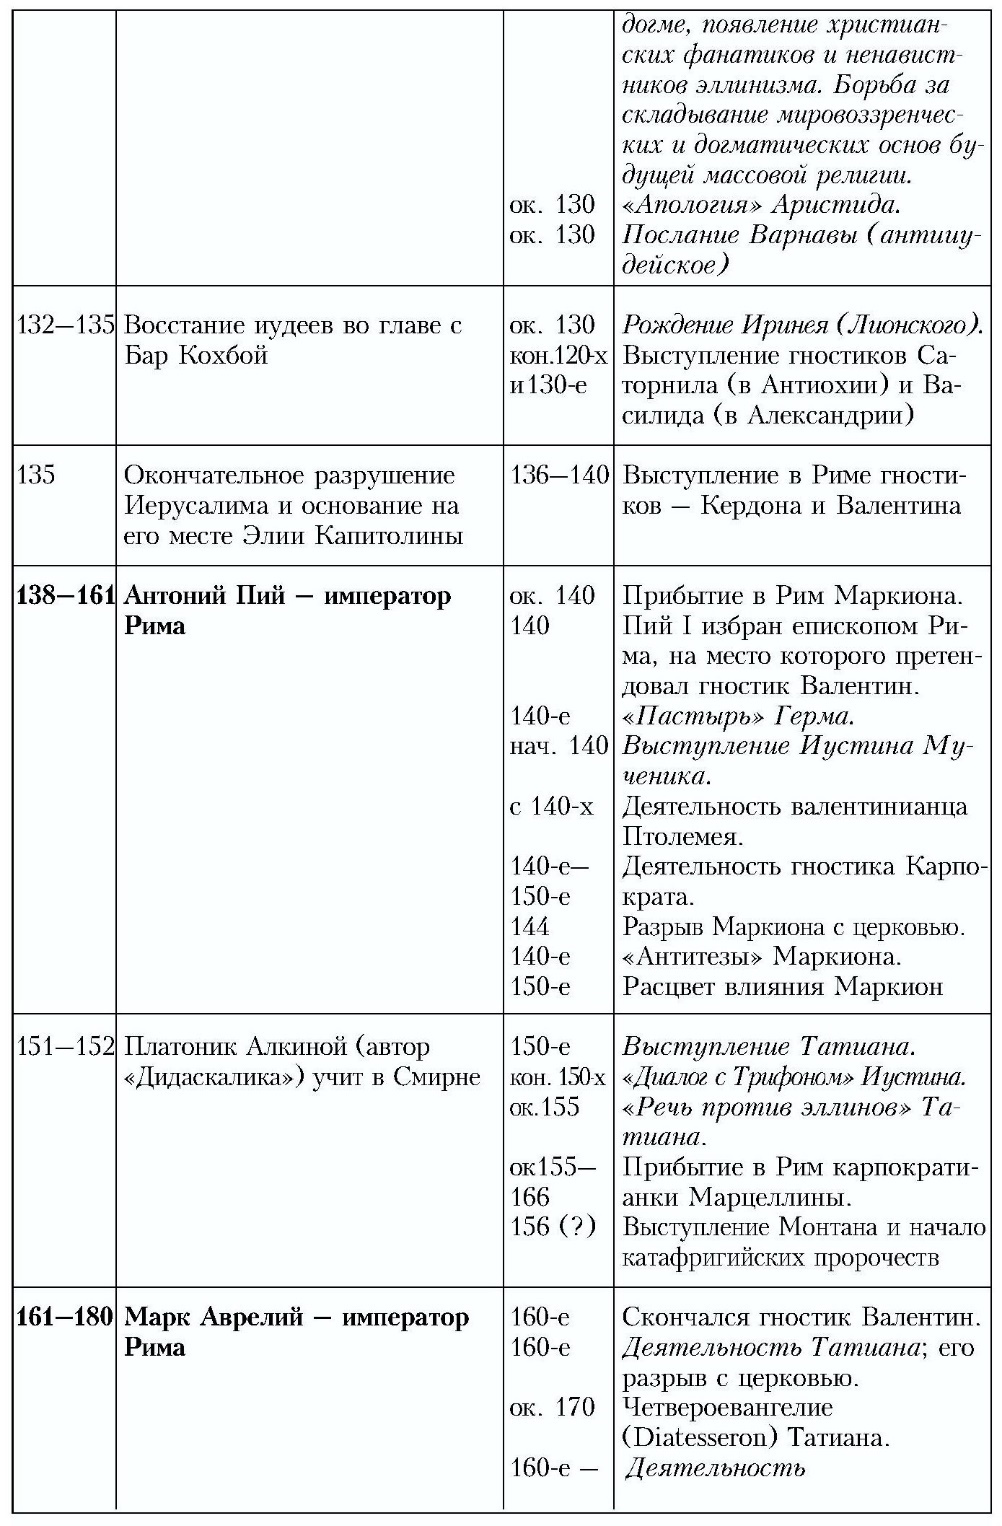 догме, появление христиан-
ских фанатиков и ненавист-
ников эллинизма. Борьба за
складывание мировоззренчес-
ких и догматических основ бу-
дущей массовой религии.
ок. 130 «Апология» Аристида.
ок. 130 Послание Варнавы (антииу-
дейское)
132—135 Восстание иудеев во главе с ок. 130 Рождение Иринея (Лионского).
Бар Кохбой кон.120-х Выступление гностиков Са-
и130-е торнила (в Антиохии) и Ва-
силида (в Александрии)
135 Окончательное разрушение 136—140 Выступление в Риме гности-
Иерусалима и основание на ков — Кердона и Валентина
его месте Элии Капитолины
138—161 Антоний Пий — император ок. 140 Прибытие в Рим Маркиона.
Рима 140 Пий I избран епископом Ри-
ма, на место которого претен-
довал гностик Валентин.
140-е «Пастырь» Герма.
нач. 140 Выступление Иустина Му-
ченика.
с 140-х Деятельность валентинианца
Птолемея.
140-е— Деятельность гностика Карпо-
150-е крата.
144 Разрыв Маркиона с церковью.
140-е «Антитезы» Маркиона.
150-е Расцвет влияния Маркион
151—152 Платоник Алкиной (автор 150-е Выступление Татиана.
«Дидаскалика») учит в Смирне кон. 150-х «Диалог с Трифоном» Иустина.
ок.155 «Речь против эллинов» Та-
тиана.
ок155— Прибытие в Рим карпократи-
166 анки Марцеллины.
156 (?) Выступление Монтана и начало
катафригийских пророчеств
161—180 Марк Аврелий — император 160-е Скончался гностик Валентин.
Рима 160-е Деятельность Татиана; его
разрыв с церковью.
ок. 170 Четвероевангелие
(Diatesseron) Татиана.
160-е — Деятельность